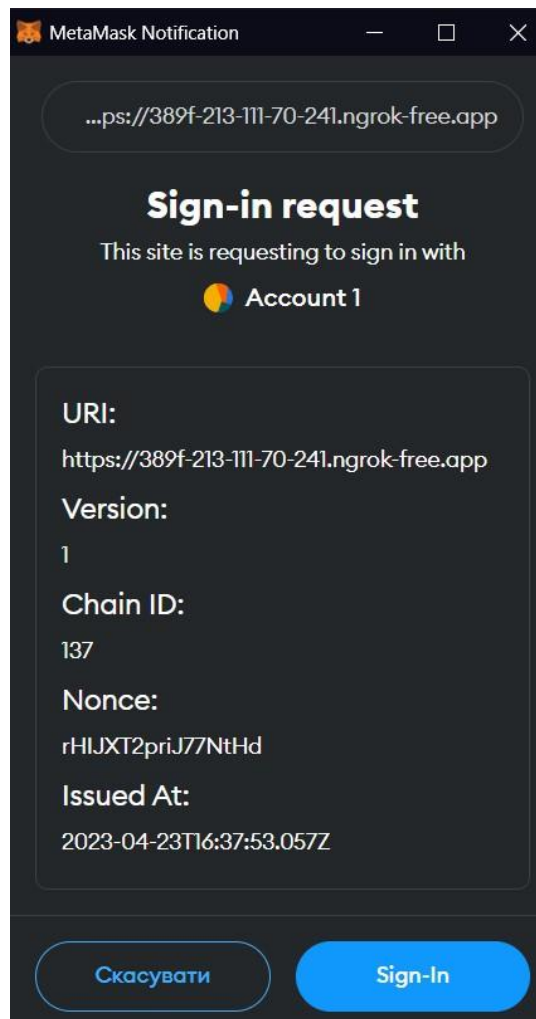 MetaMask Notification
...ps://389f-213-111-70-241.ngrok-free.app
Sign-in request
This site is requesting to sign in with
Account 1
URI:
https://389f-213-111-70-241.ngrok-free.app
Version:
1
Chain ID:
137
Nonce:
rHIJXT2priJ77NtHd
Issued At:
2023-04-23T16:37:53.057Z
Скасувати
Sign-In